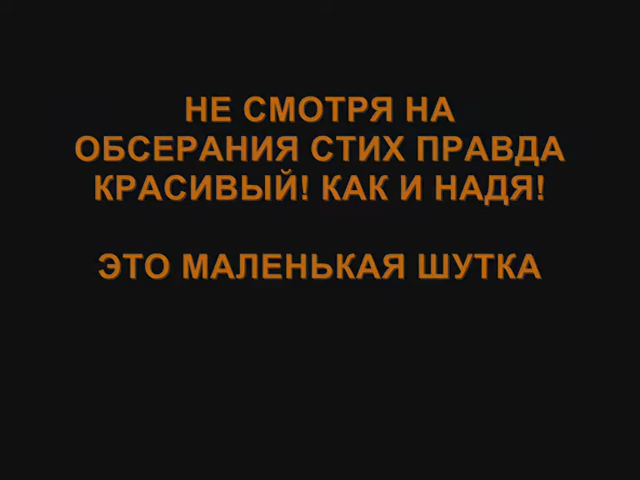 НЕ СМОТРЯ НА
ОБСЕРАНИЯ СТИХ ПРАВДА
КРАСИВЫЙ! КАК И НАДЯ!
ЭТО МАЛЕНЬКАЯ ШУТКА